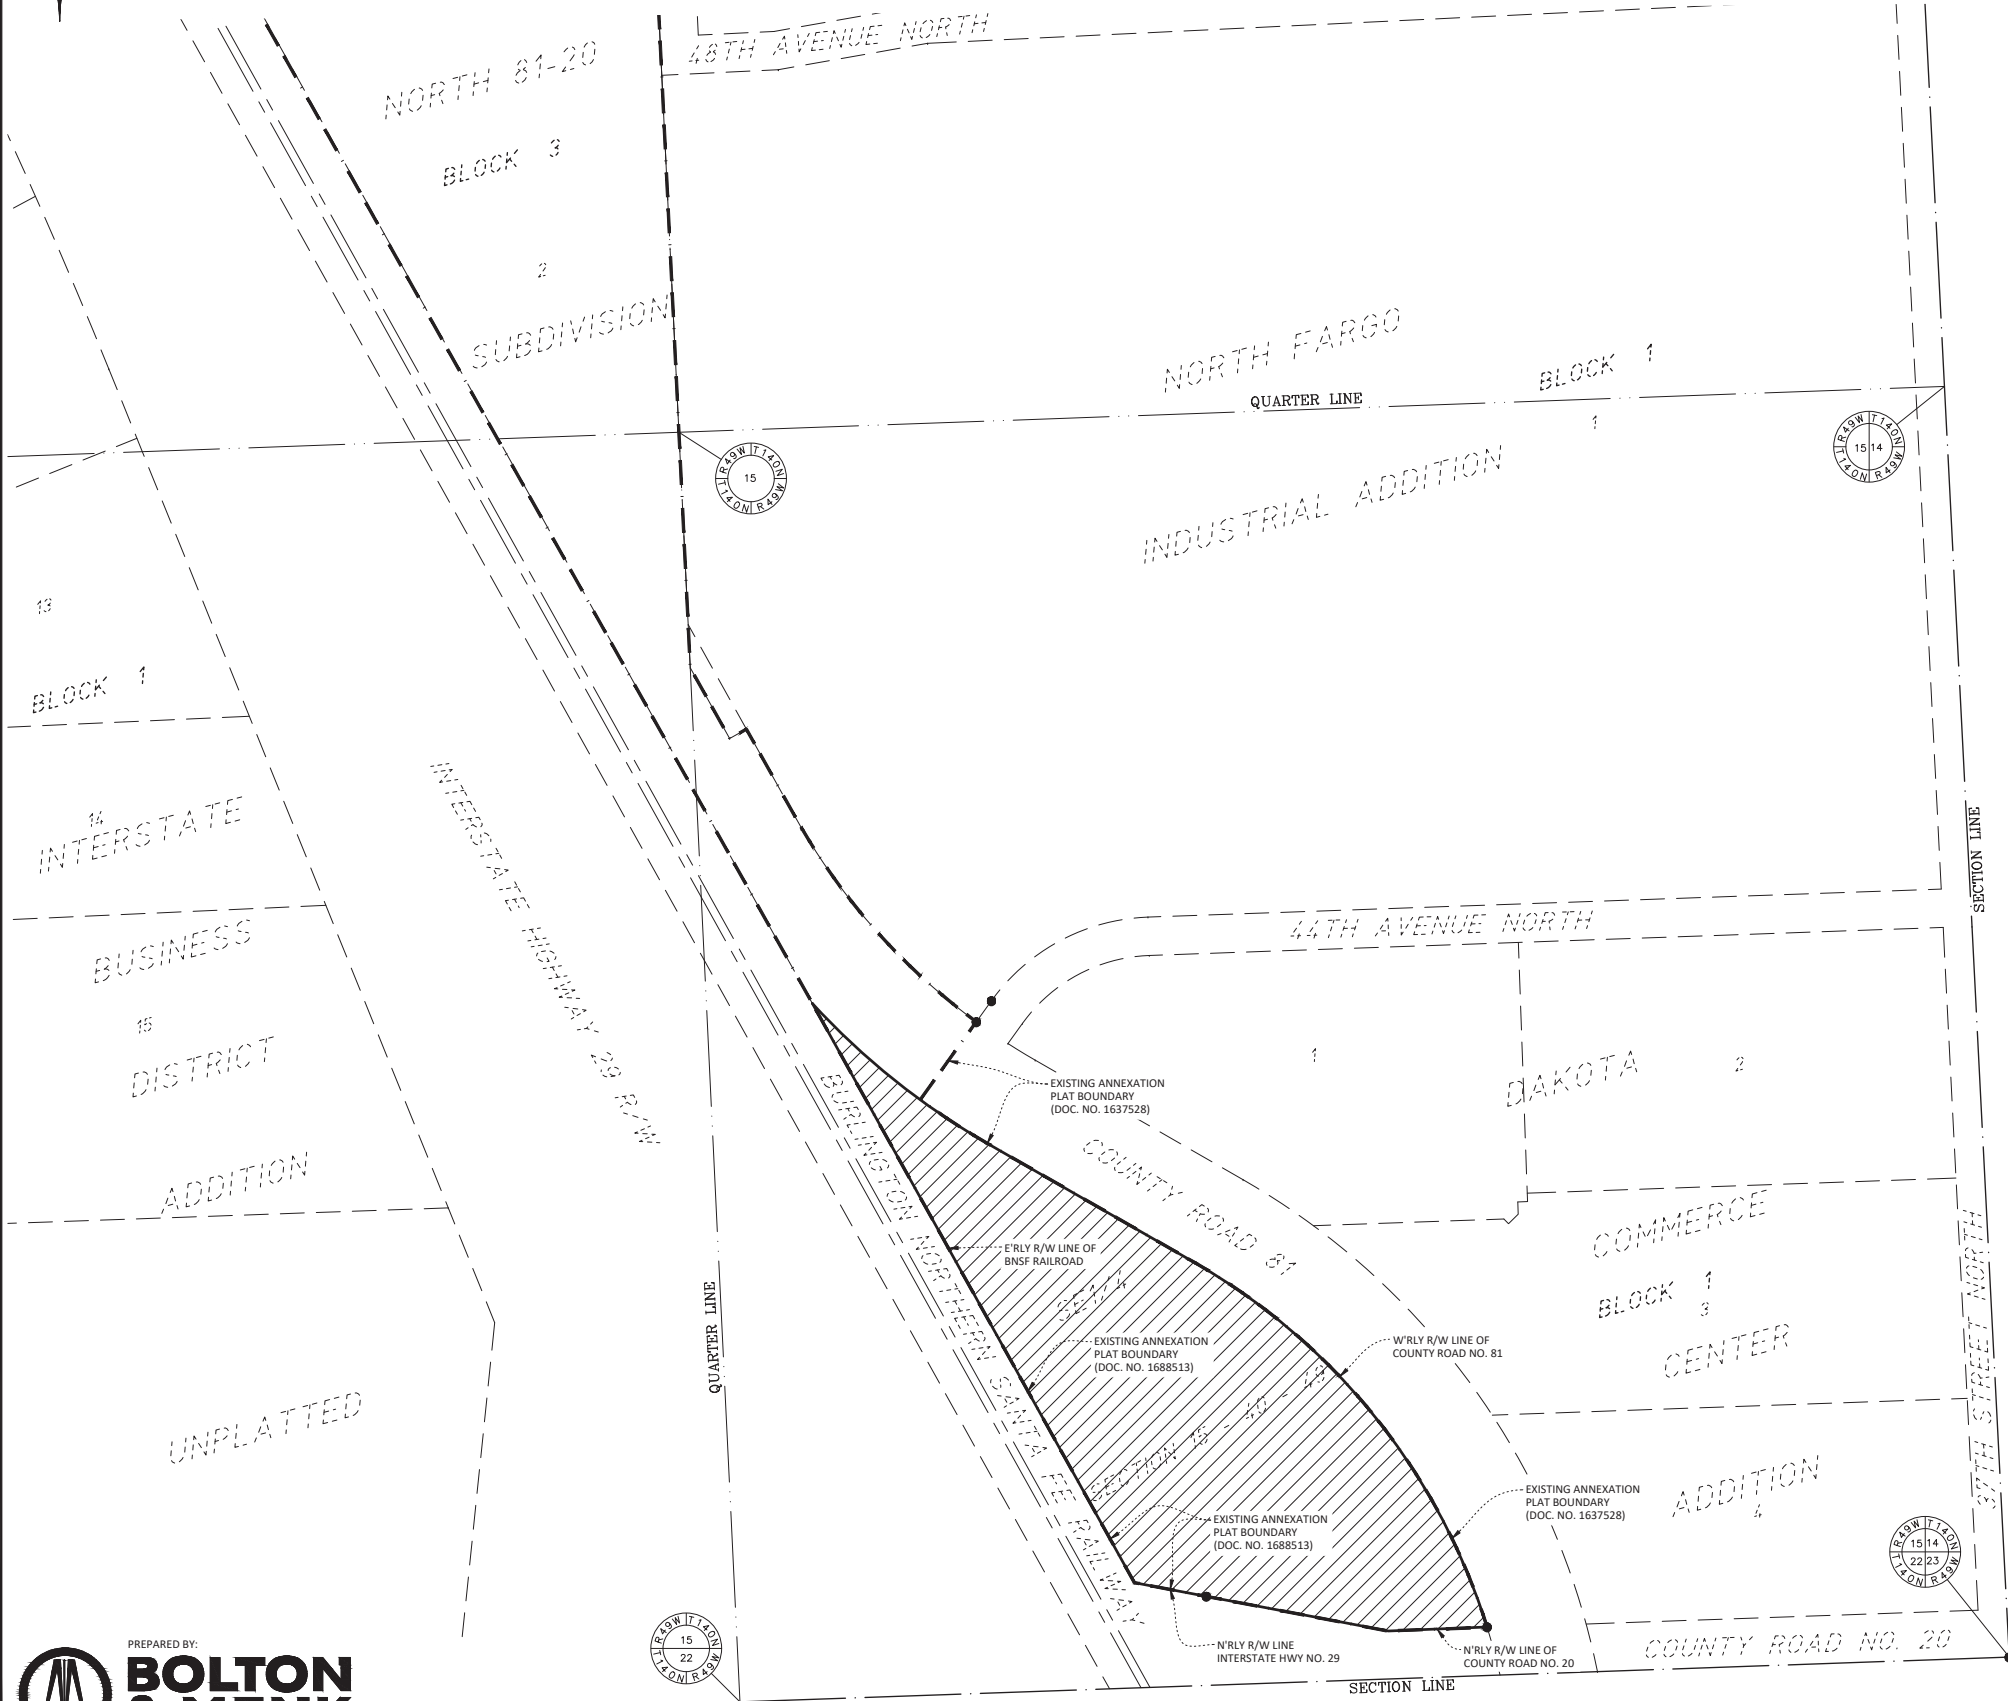 48TH AVENUE NORTH
NORTH 81-20
BLOCK 3
2
SUBDIVISION
NORTH FARGO
BLOCK 1
QUARTER LINE
1
R49W T140N
15
T140N R49W
R49W T140N
15 14
T140N R49W
INDUSTRIAL ADDITION
13
BLOCK 1
14
INTERSTATE
INTERSTATE HIGHWAY 29 R/W
SECTION LINE
BUSINESS
44TH AVENUE NORTH
15
DISTRICT
1
DAKOTA
2
EXISTING ANNEXATION
PLAT BOUNDARY
(DOC. NO. 1637528)
BURLINGTON NORTHERN SANTA FE RAILWAY
COUNTY ROAD 81
ADDITION
COMMERCE
E'RLY R/W LINE OF
BNSF RAILROAD
SE1/4
BLOCK 1
3
QUARTER LINE
EXISTING ANNEXATION
PLAT BOUNDARY
(DOC. NO. 1688513)
W'RLY R/W LINE OF
COUNTY ROAD NO. 81
CENTER
37TH STREET NORTH
UNPLATTED
SECTION 15 -
ADDITION
4
EXISTING ANNEXATION
PLAT BOUNDARY
(DOC. NO. 1637528)
EXISTING ANNEXATION
PLAT BOUNDARY
(DOC. NO. 1688513)
R49W T140N
15 14
22 23
T140N R49W
R49W T140N
15
22
T140N R49W
N'RLY R/W LINE
INTERSTATE HWY NO. 29
N'RLY R/W LINE OF
COUNTY ROAD NO. 20
COUNTY ROAD NO. 20
SECTION LINE
PREPARED BY:
BOLTON
& MENK